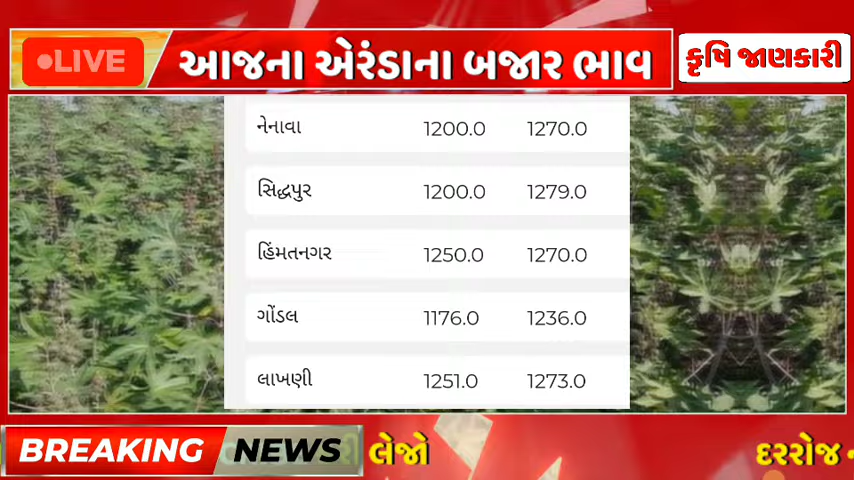 LIVE
આજના એરંડાના બજાર ભાવ
કૃષિ જાણકારી
નેનાવા 1200.0 1270.0
સિદ્ધપુર 1200.0 1279.0
હિંમતનગર 1250.0 1270.0
ગોંડલ 1176.0 1236.0
લાખણી 1251.0 1273.0
BREAKING NEWS લેજો દરરોજ